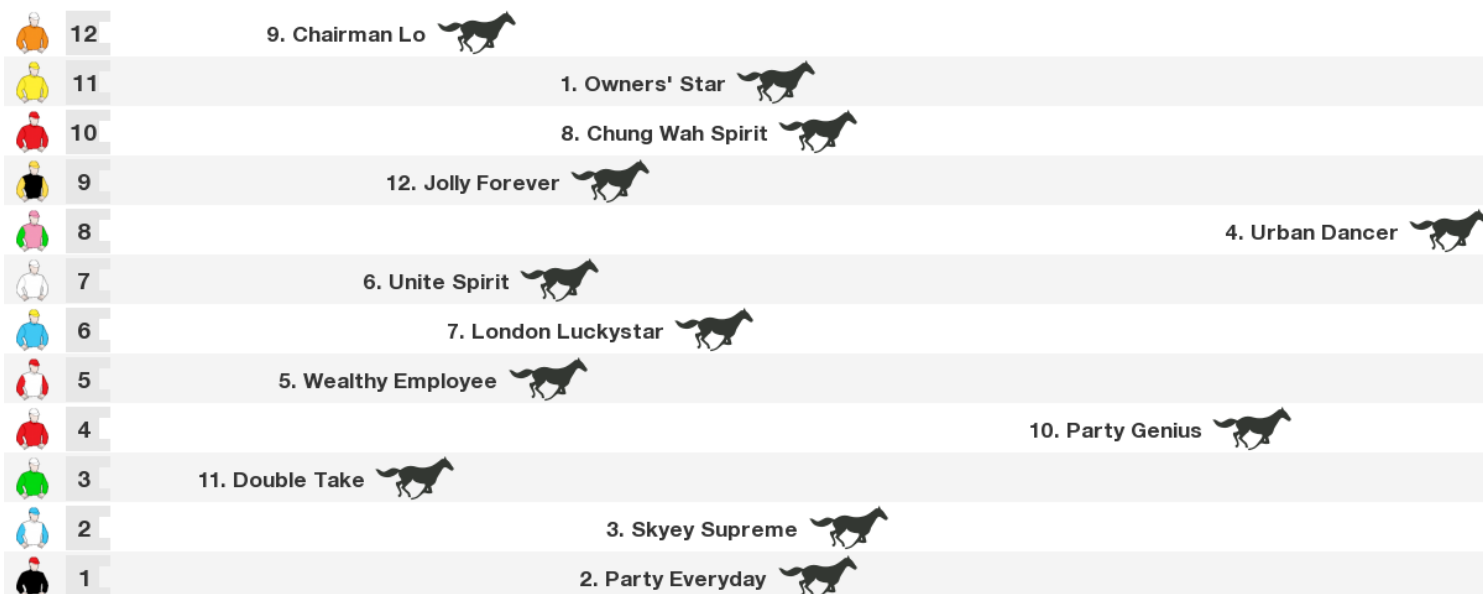 12 9. Chairman Lo
11 1. Owners' Star
10 8. Chung Wah Spirit
9 12. Jolly Forever
8 4. Urban Dancer
7 6. Unite Spirit
6 7. London Luckystar
5 5. Wealthy Employee
4 10. Party Genius
3 11. Double Take
2 3. Skyey Supreme
1 2. Party Everyday